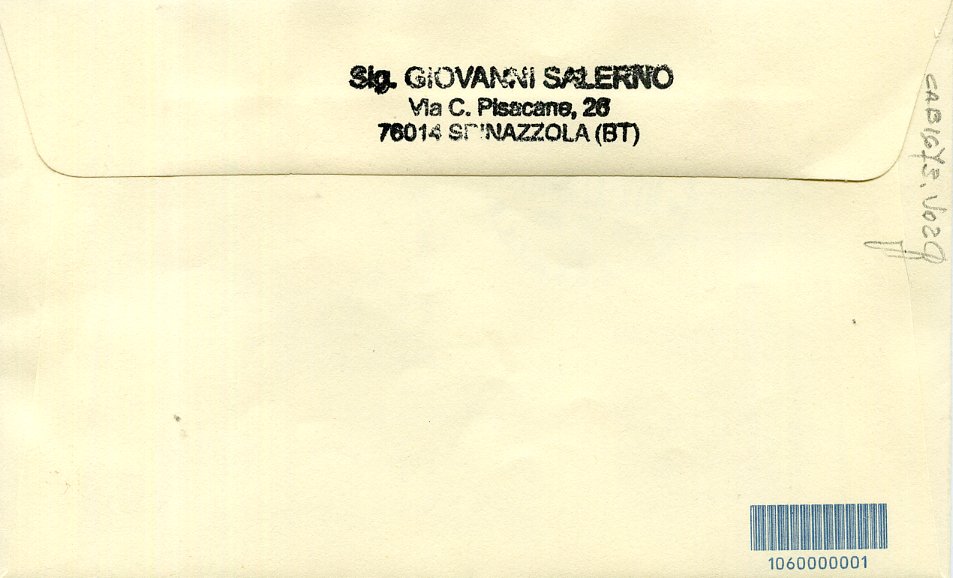 Sig. GIOVANNI SALERNO
Via C. Pisacane, 26
76014 SPINAZZOLA (BT)
1060000001